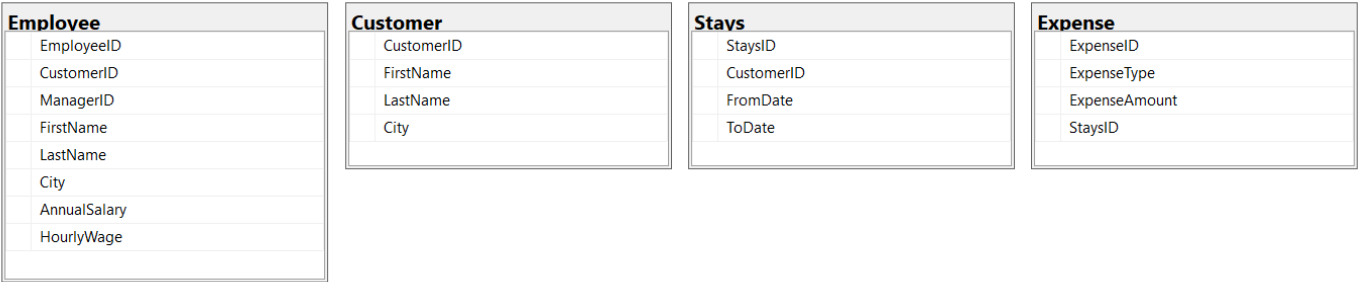 Employee
EmployeeID
CustomerID
ManagerID
FirstName
LastName
City
AnnualSalary
HourlyWage
Customer
CustomerID
FirstName
LastName
City
Stays
StaysID
CustomerID
FromDate
ToDate
Expense
ExpenseID
ExpenseType
ExpenseAmount
StaysID